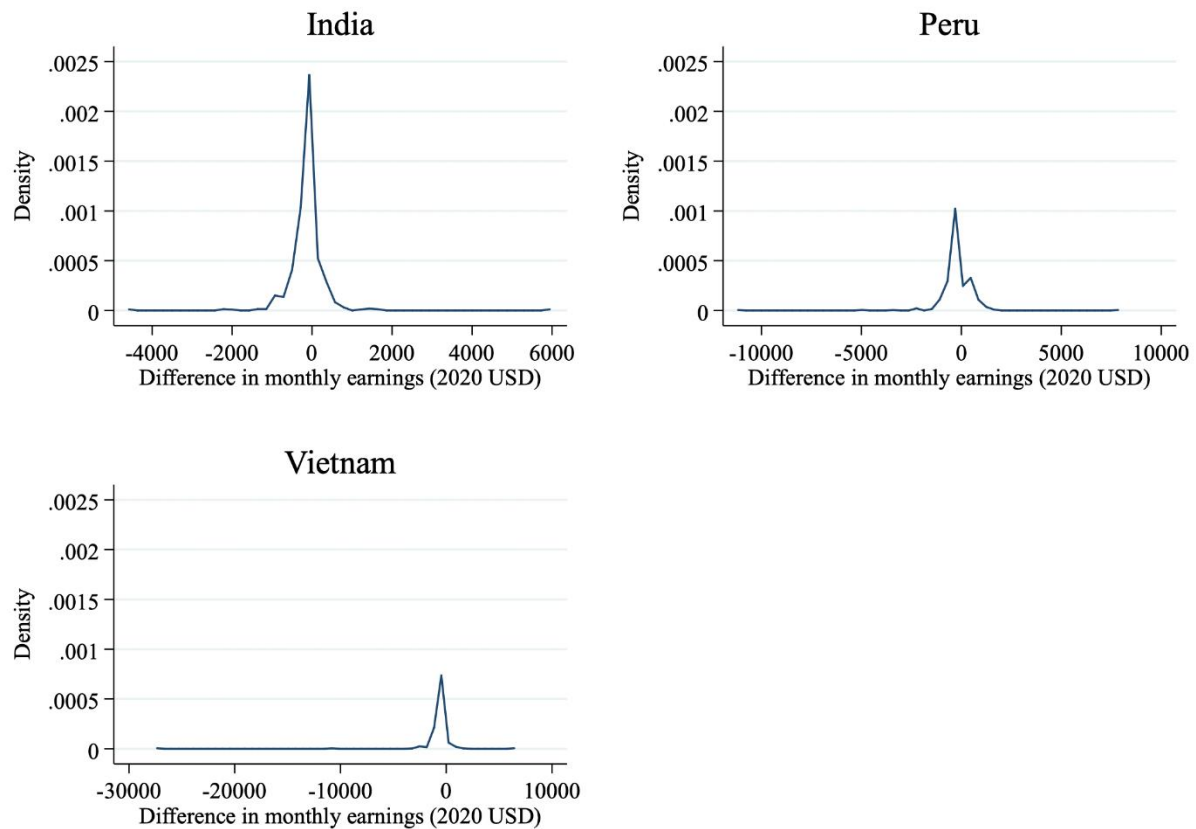 India
.0025
.002
.0015
.001
.0005
0
Density
-4000 -2000 0 2000 4000 6000
Difference in monthly earnings (2020 USD)
Peru
.0025
.002
.0015
.001
.0005
0
Density
-10000 -5000 0 5000 10000
Difference in monthly earnings (2020 USD)
Vietnam
.0025
.002
.0015
.001
.0005
0
Density
-30000 -20000 -10000 0 10000
Difference in monthly earnings (2020 USD)